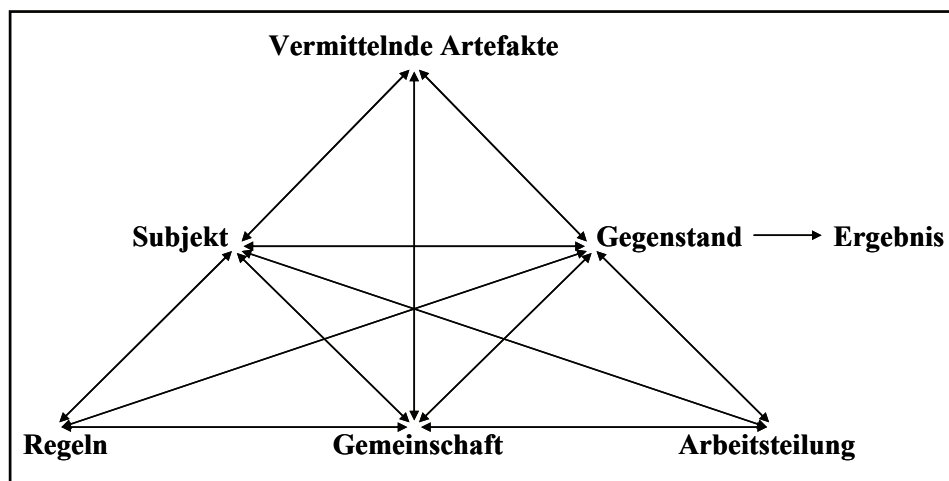 Vermittelnde Artefakte
Subjekt
Gegenstand
Ergebnis
Regeln
Gemeinschaft
Arbeitsteilung